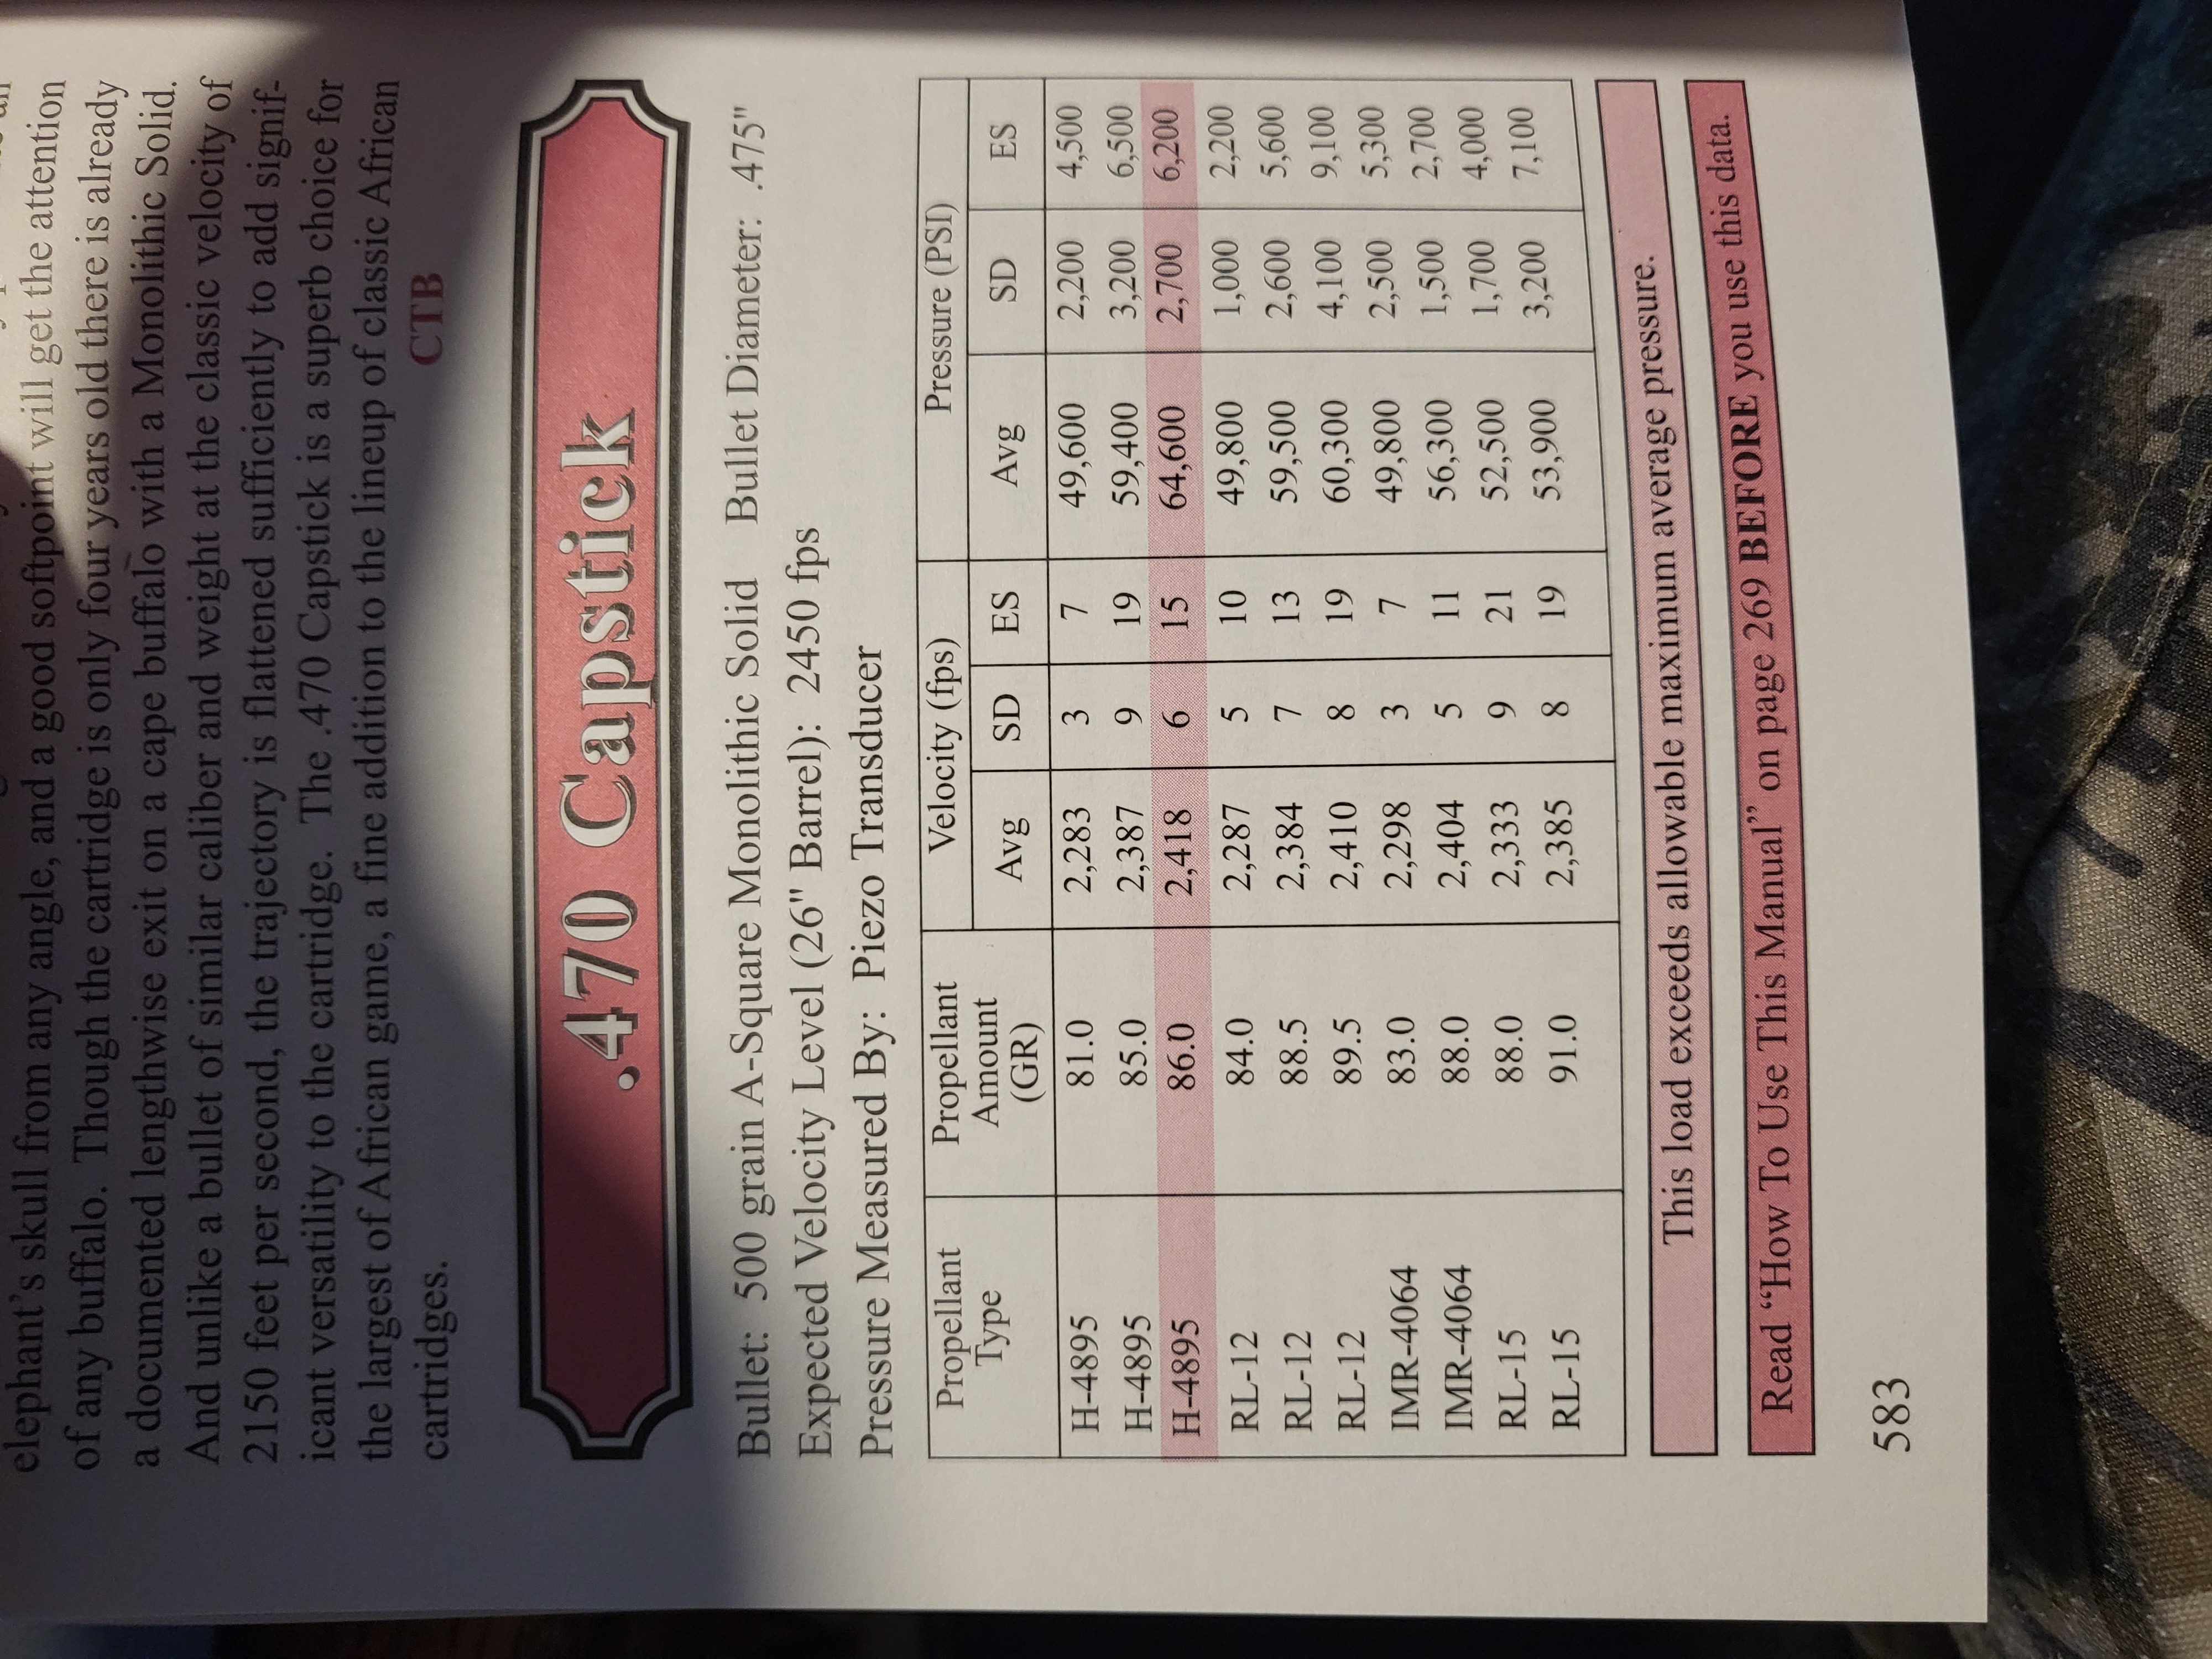 elephant's skull from any angle, and a good softpoint will get the attention
of any buffalo. Though the cartridge is only four years old there is already
a documented lengthwise exit on a cape buffalo with a Monolithic Solid.
And unlike a bullet of similar caliber and weight at the classic velocity of
2150 feet per second, the trajectory is flattened sufficiently to add signif-
icant versatility to the cartridge. The .470 Capstick is a superb choice for
the largest of African game, a fine addition to the lineup of classic African
cartridges. CTB
.470 Capstick
Bullet: 500 grain A-Square Monolithic Solid Bullet Diameter: .475"
Expected Velocity Level (26" Barrel): 2450 fps
Pressure Measured By: Piezo Transducer
Propellant Type Propellant Amount (GR) Velocity (fps) Pressure (PSI)
Avg SD ES Avg SD ES
H-4895 81.0 2,283 3 7 49,600 2,200 4,500
H-4895 85.0 2,387 9 19 59,400 3,200 6,500
H-4895 86.0 2,418 6 15 64,600 2,700 6,200
RL-12 84.0 2,287 5 10 49,800 1,000 2,200
RL-12 88.5 2,384 7 13 59,500 2,600 5,600
RL-12 89.5 2,410 8 19 60,300 4,100 9,100
IMR-4064 83.0 2,298 3 7 49,800 2,500 5,300
IMR-4064 88.0 2,404 5 11 56,300 1,500 2,700
RL-15 88.0 2,333 9 21 52,500 1,700 4,000
RL-15 91.0 2,385 8 19 53,900 3,200 7,100
This load exceeds allowable maximum average pressure.
Read "How To Use This Manual" on page 269 BEFORE you use this data.
583